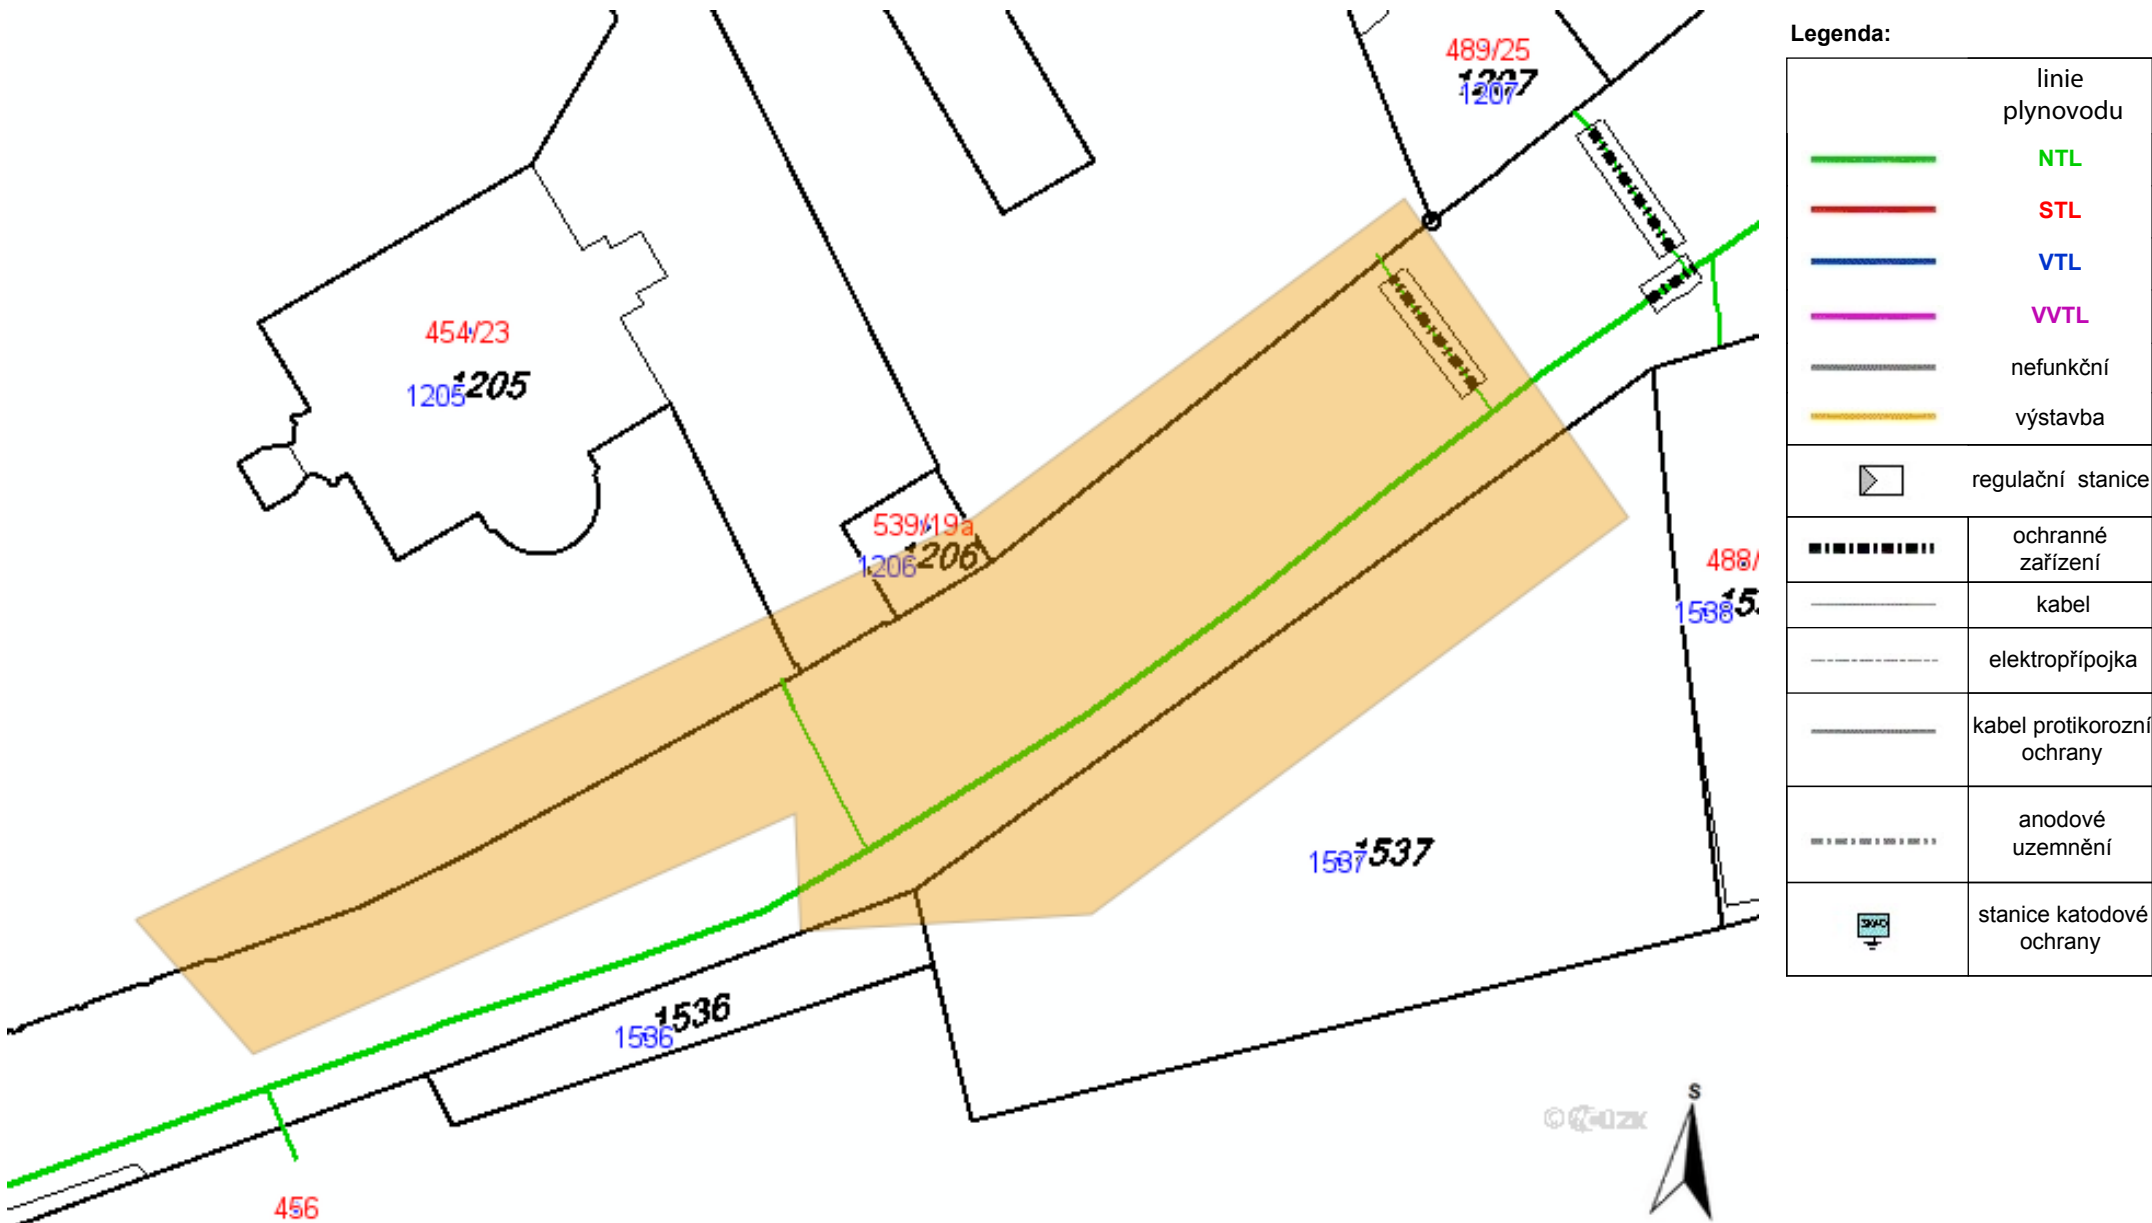 489/25
1207
1207
454/23
1205
1205
539/19a
1206
1206
488/
1538
153
1537
1537
1536
1536
456
S
Legenda:
linie
plynovodu
NTL
STL
VTL
VVTL
nefunkční
výstavba
regulační stanice
ochranné
zařízení
kabel
elektropřípojka
kabel protikorozní
ochrany
anodové
uzemnění
stanice katodové
ochrany